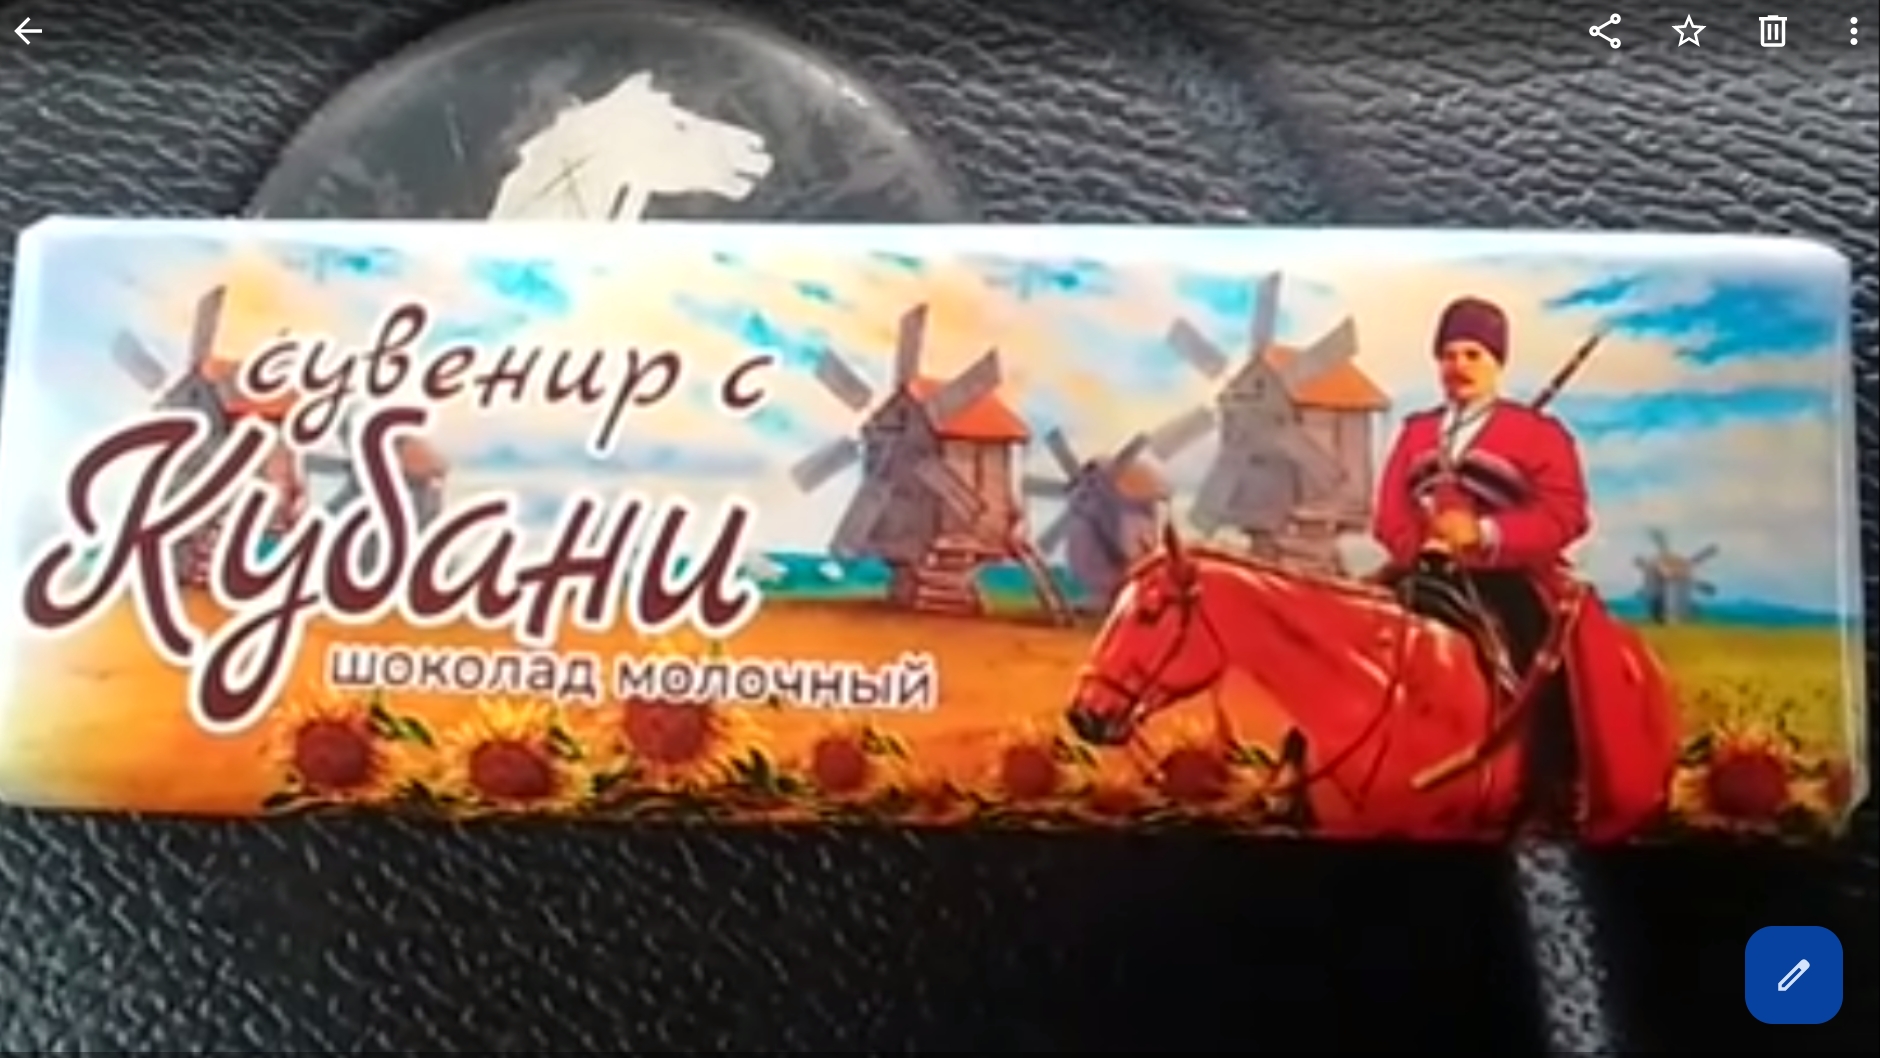 сувенир с
Кубани
шоколад молочный